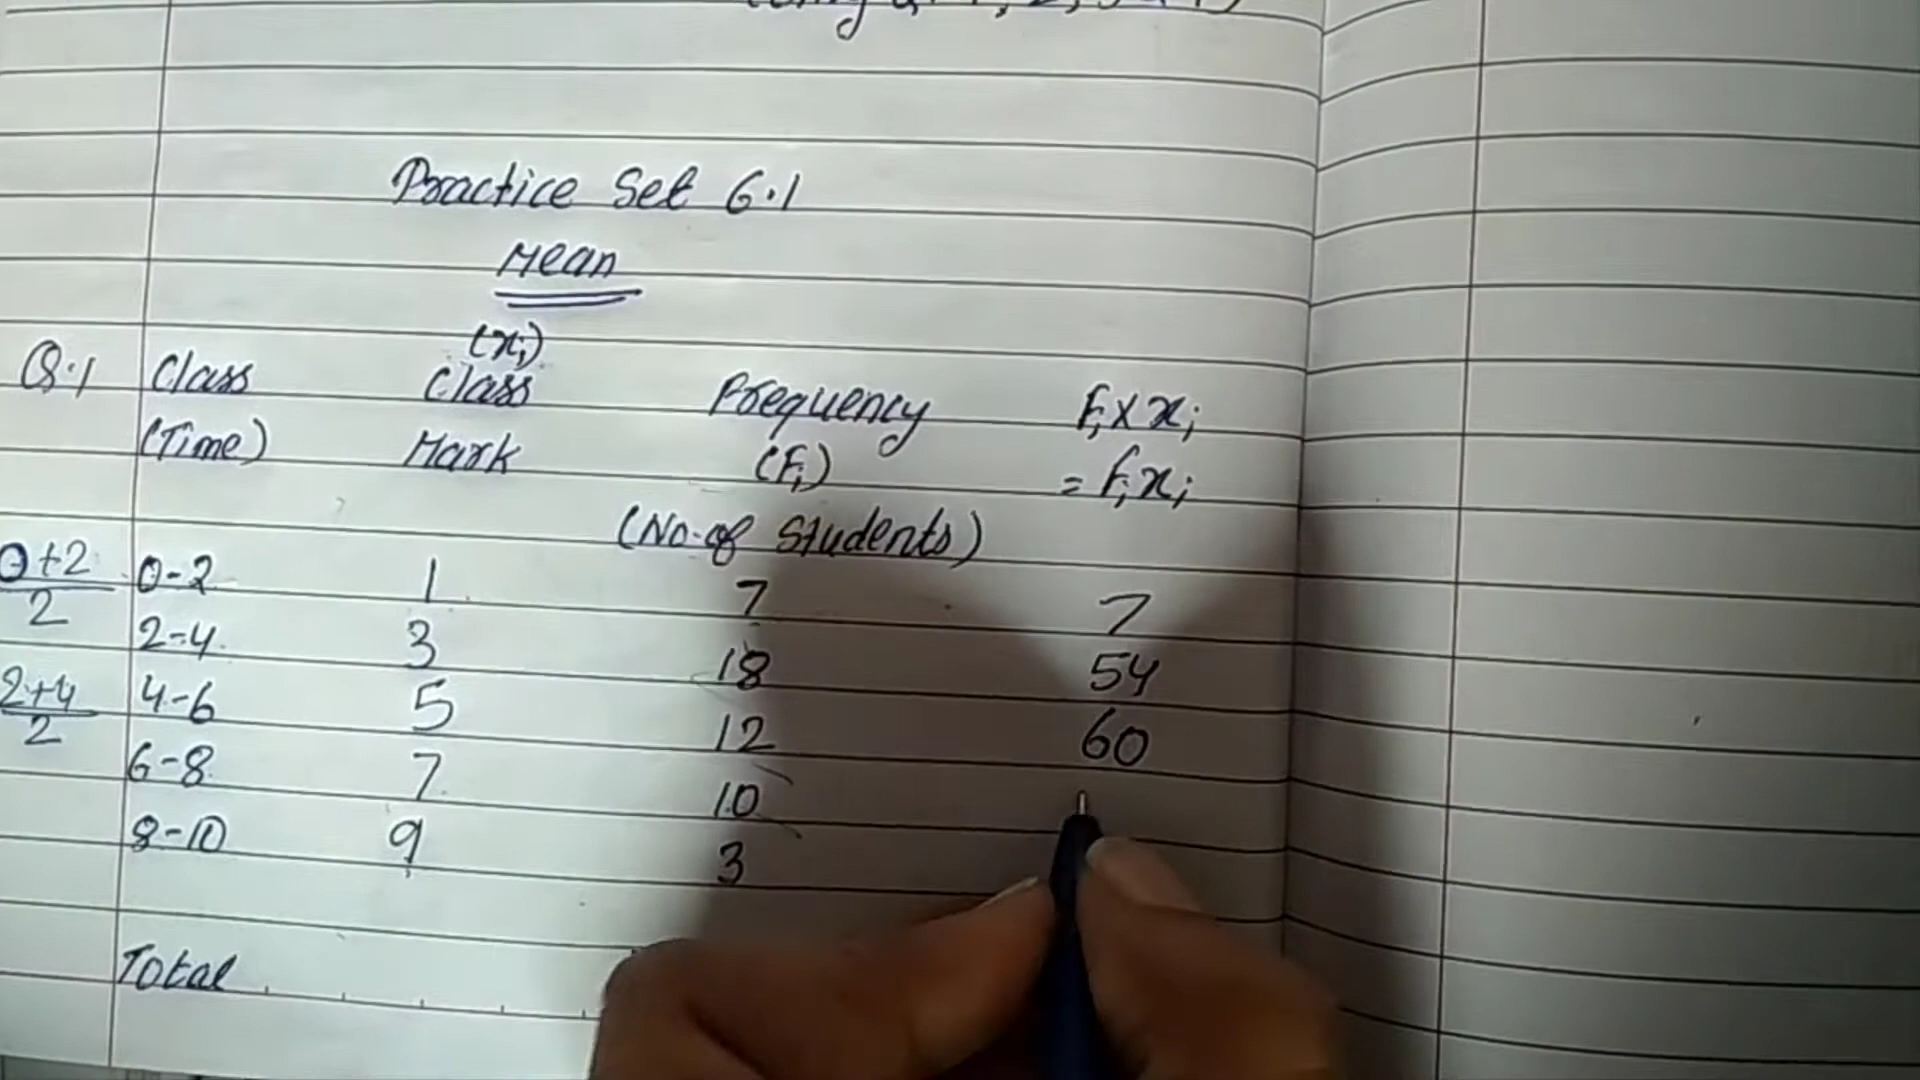 Practice Set 6.1
Mean
(xi)
Q.1 Class Class Frequency Fi×xi
(Time) Mark (Fi) = fixi
(No. of Students)
0+2/2 0-2 1 7 7
2-4 3 18 54
2+4/2 4-6 5 12 60
6-8 7 10
8-10 9 3
Total